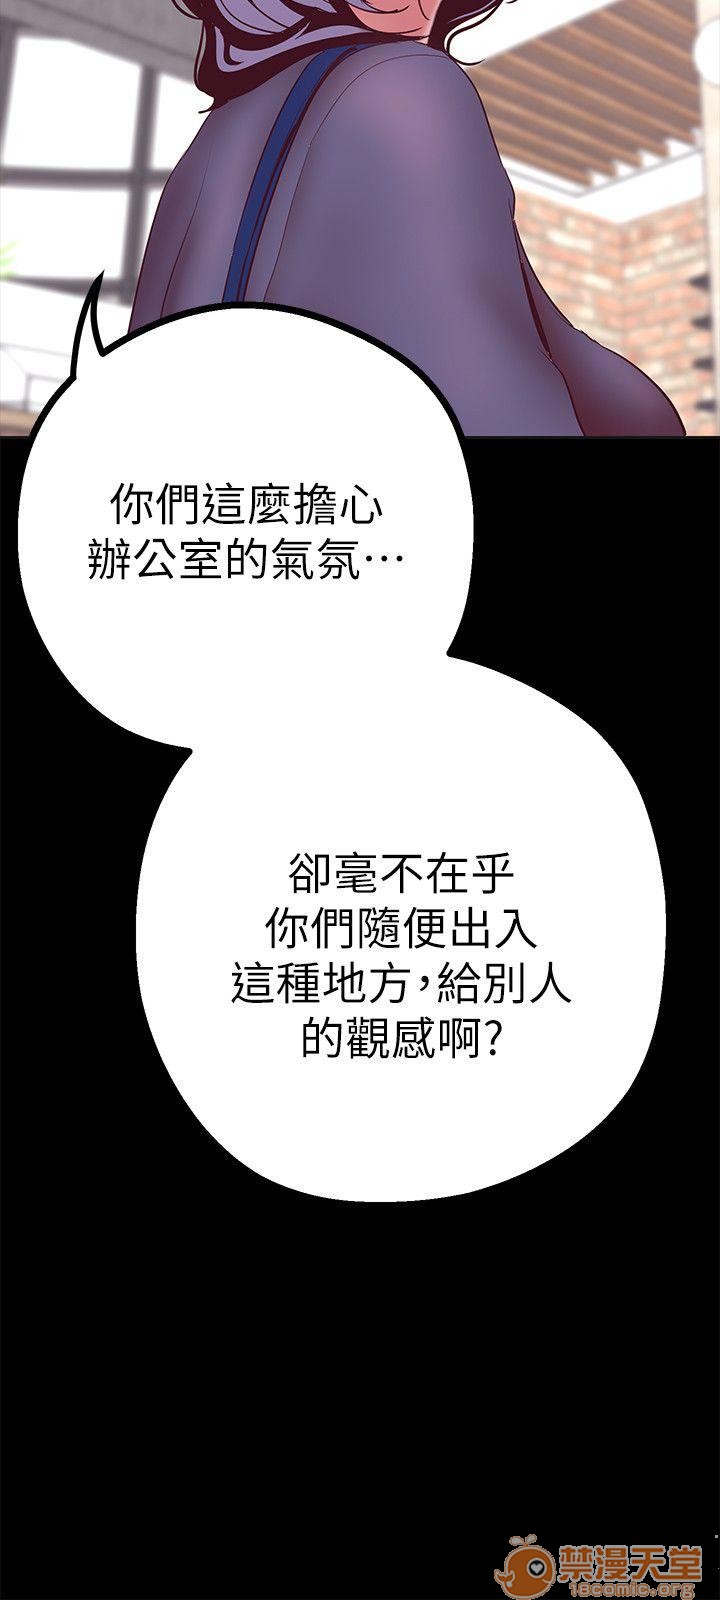 你們這麼擔心
辦公室的氣氛⋯
卻毫不在乎
你們隨便出入
這種地方，給別人
的觀感啊？
禁漫天堂
18comic.org